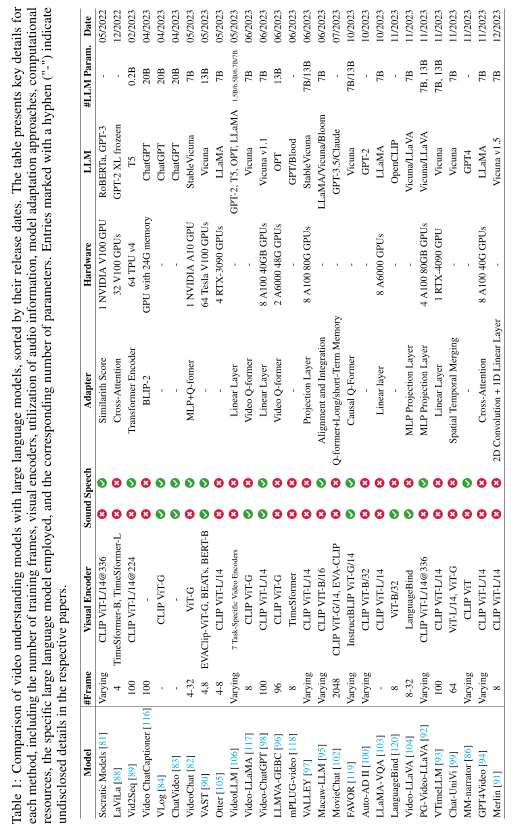 Table 1: Comparison of video understanding models with large language models, sorted by their release dates. The table presents key details for
each method, including the number of training frames, visual encoders, utilization of audio information, model adaptation approaches, computational
resources, the specific large language model employed, and the corresponding number of parameters. Entries marked with a hyphen ("-") indicate
undisclosed details in the respective papers.
Model #Frame Visual Encoder Sound Speech Adapter Hardware LLM #LLM Param. Date
Socratic Models [81] Varying CLIP ViT-L/14@336 Similarith Score 1 NVIDIA V100 GPU RoBERTa, GPT-3 - 05/2022
LaViLa [88] 4 TimeSformer-B, TimeSformer-L Cross-Attention 32 V100 GPUs GPT-2 XL frozeen - 12/2022
Vid2Seq [89] 100 CLIP ViT-L/14@224 Transformer Encoder 64 TPU v4 T5 0.2B 02/2023
Video ChatCaptioner [116] 100 - BLIP-2 GPU with 24G memory ChatGPT 20B 04/2023
VLog [84] - CLIP ViT-G - - ChatGPT 20B 04/2023
ChatVideo [83] - - - - ChatGPT 20B 04/2023
VideoChat [82] 4-32 ViT-G MLP+Q-former 1 NVIDIA A10 GPU StableVicuna 7B 05/2023
VAST [90] 4,8 EVAClip-ViT-G, BEATs, BERT-B - 64 Tesla V100 GPUs Vicuna 13B 05/2023
Otter [105] 4-8 CLIP ViT-L/14 - 4 RTX-3090 GPUs LLaMA 7B 05/2023
VideoLLM [106] Varying 7 Task-Specific Video Encoders Linear Layer - GPT-2, T5, OPT, LLaMA 1.5B/6.5B/6.7B/7B 05/2023
Video-LLaMA [117] 8 CLIP ViT-G Video Q-former - Vicuna 7B 06/2023
Video-ChatGPT [98] 100 CLIP ViT-L/14 Linear Layer 8 A100 40GB GPUs Vicuna v1.1 7B 06/2023
LLMVA-GEBC [96] 96 CLIP ViT-G Video Q-former 2 A6000 48G GPUs OPT 13B 06/2023
mPLUG-video [118] 8 TimeSformer - - GPT/Blood - 06/2023
VALLEY [97] Varying CLIP ViT-L/14 Projection Layer 8 A100 80G GPUs StableVicuna 7B/13B 06/2023
Macaw-LLM [95] Varying CLIP ViT-B/16 Alignment and Integration - LLaMA/Vicuna/Bloom 7B 06/2023
MovieChat [102] 2048 CLIP ViT-G/14, EVA-CLIP Q-former+Long/short-Term Memory - GPT-3.5/Claude - 07/2023
FAVOR [119] Varying InstructBLIP ViT-G/14 Causal Q-Former - Vicuna 7B/13B 10/2023
Auto-AD II [100] Varying CLIP ViT-B/32 - - GPT-2 - 10/2023
LLaMA-VQA [103] - CLIP ViT-L/14 Linear layer 8 A6000 GPUs LLaMA 7B 10/2023
LanguageBind [120] 8 ViT-B/32 - - OpenCLIP - 11/2023
Video-LLaVA [104] 8-32 LanguageBind MLP Projection Layer - Vicuna/LLaVA 7B 11/2023
PG-Video-LLaVA [92] Varying CLIP ViT-L/14@336 MLP Projection Layer 4 A100 80GB GPUs Vicuna/LLaVA 7B, 13B 11/2023
VTimeLLM [93] 100 CLIP ViT-L/14 Linear Layer 1 RTX-4090 GPU Vicuna 7B, 13B 11/2023
Chat-UniVi [99] 64 ViT-L/14, ViT-G Spatial Temporal Merging - Vicuna 7B 11/2023
MM-narrator [86] Varying CLIP ViT - - GPT4 - 11/2023
GPT4Video [94] Varying CLIP ViT-L/14 Cross-Attention 8 A100 40G GPUs LLaMA 7B 11/2023
Merlin [91] 8 CLIP ViT-L/14 2D Convolution + 1D Linear Layer - Vicuna v1.5 7B 12/2023